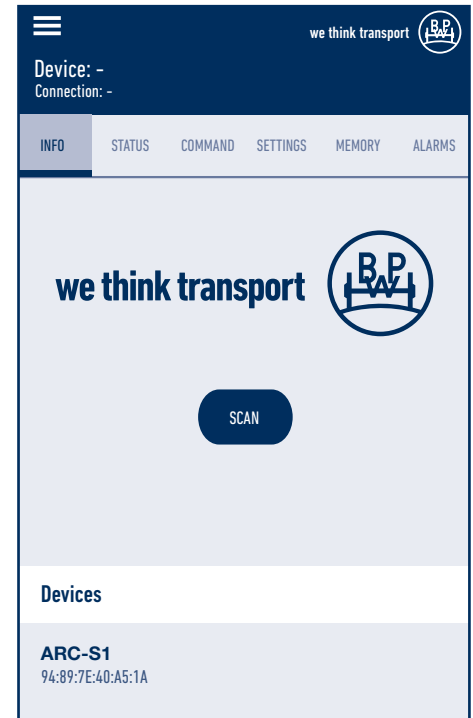 we think transport BPW
Device: -
Connection: -
INFO STATUS COMMAND SETTINGS MEMORY ALARMS
we think transport BPW
SCAN
Devices
ARC-S1
94:89:7E:40:A5:1A